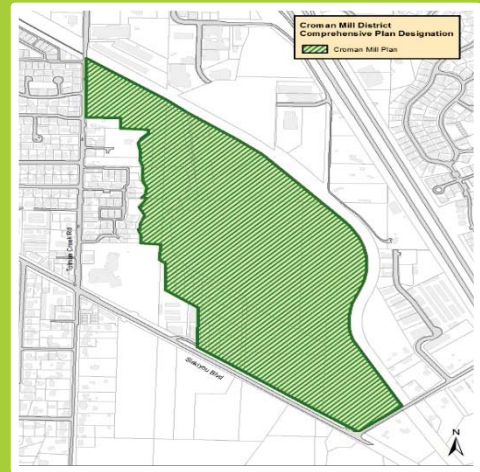 Croman Mill District
Comprehensive Plan Designation
Croman Mill Plan
Tolman Creek Rd
Siskiyou Blvd
N